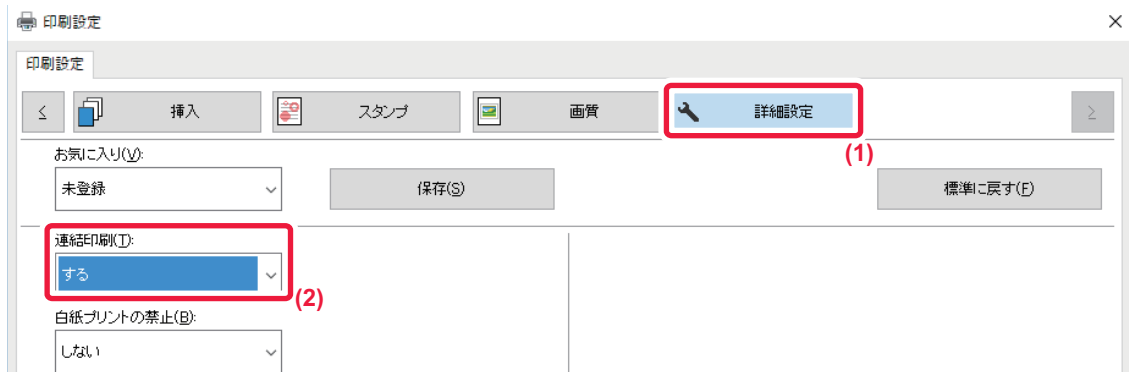 印刷設定
印刷設定
挿入 スタンプ 画質 詳細設定
(1)
お気に入り(V):
未登録 保存(S) 標準に戻す(F)
連結印刷(T):
する
(2)
白紙プリントの禁止(B):
しない